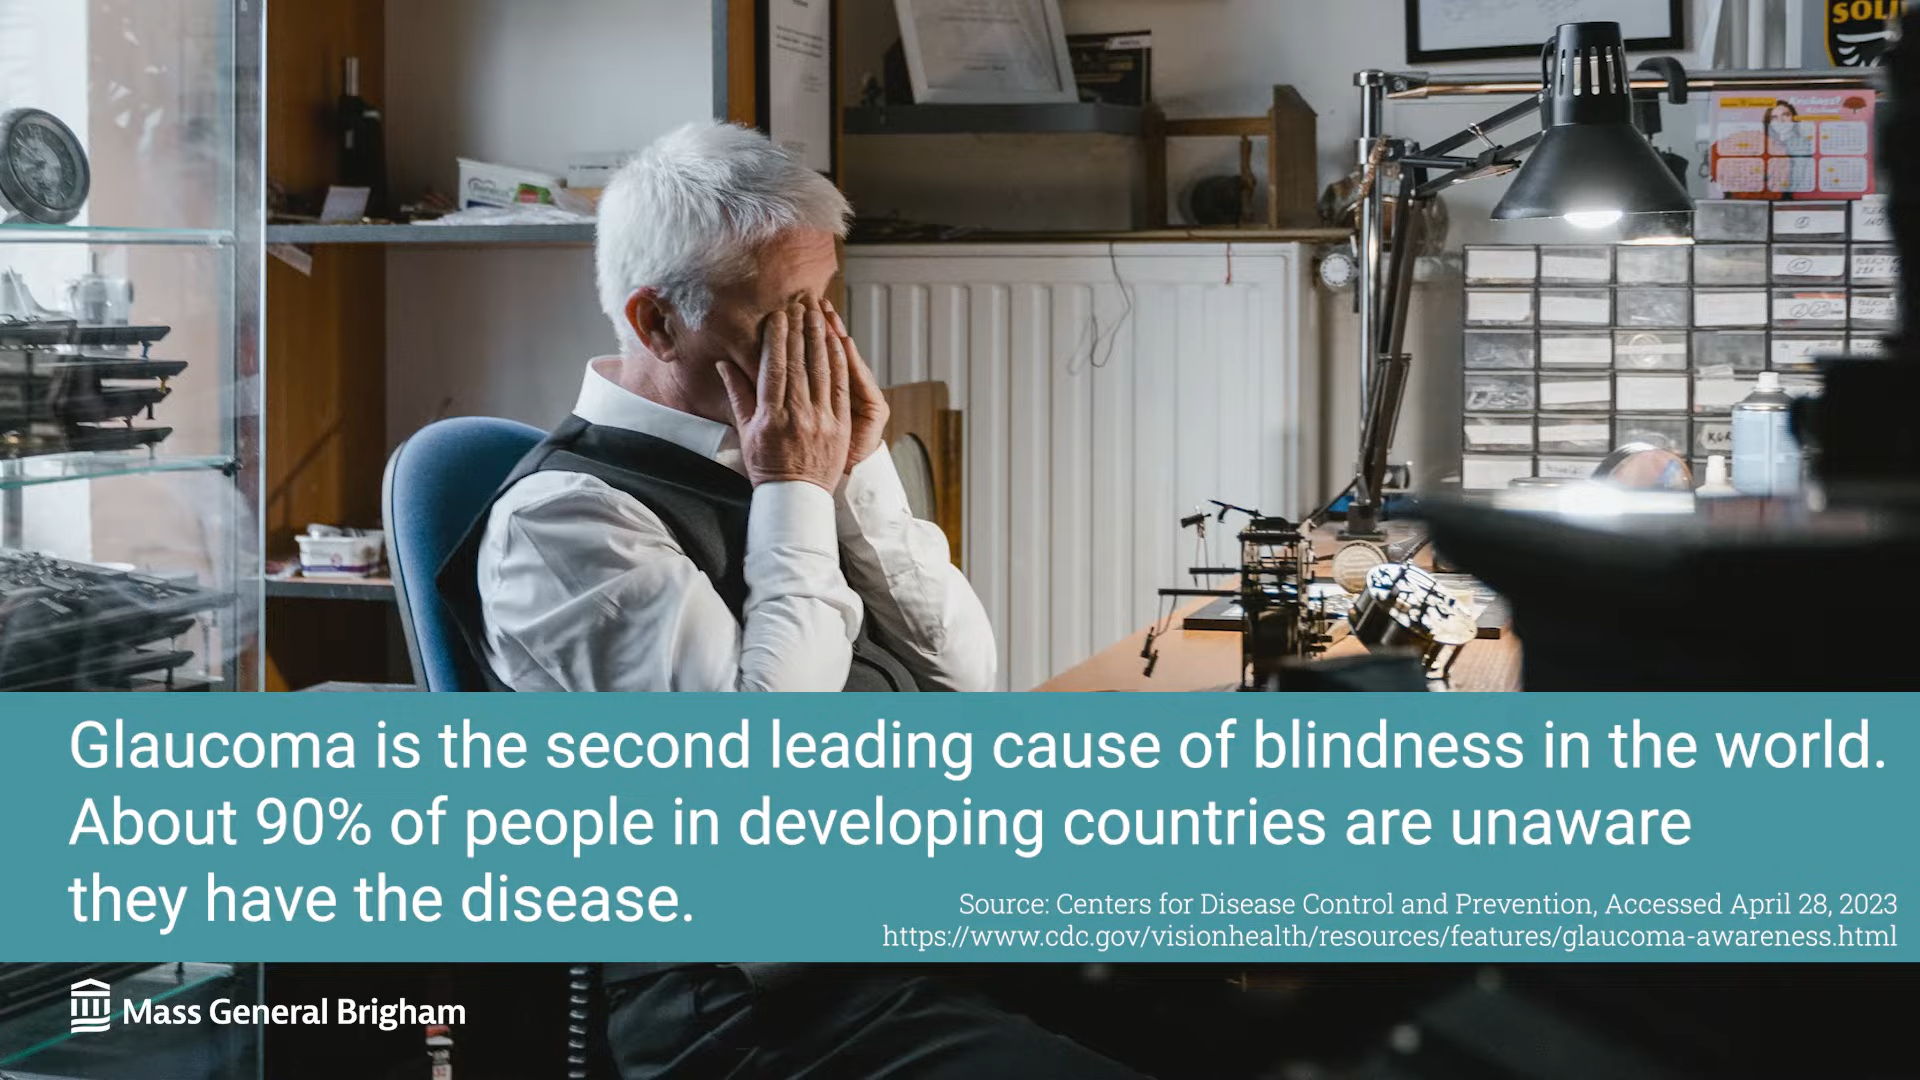 SOLI
Glaucoma is the second leading cause of blindness in the world.
About 90% of people in developing countries are unaware
they have the disease.
Source: Centers for Disease Control and Prevention, Accessed April 28, 2023
https://www.cdc.gov/visionhealth/resources/features/glaucoma-awareness.html
Mass General Brigham